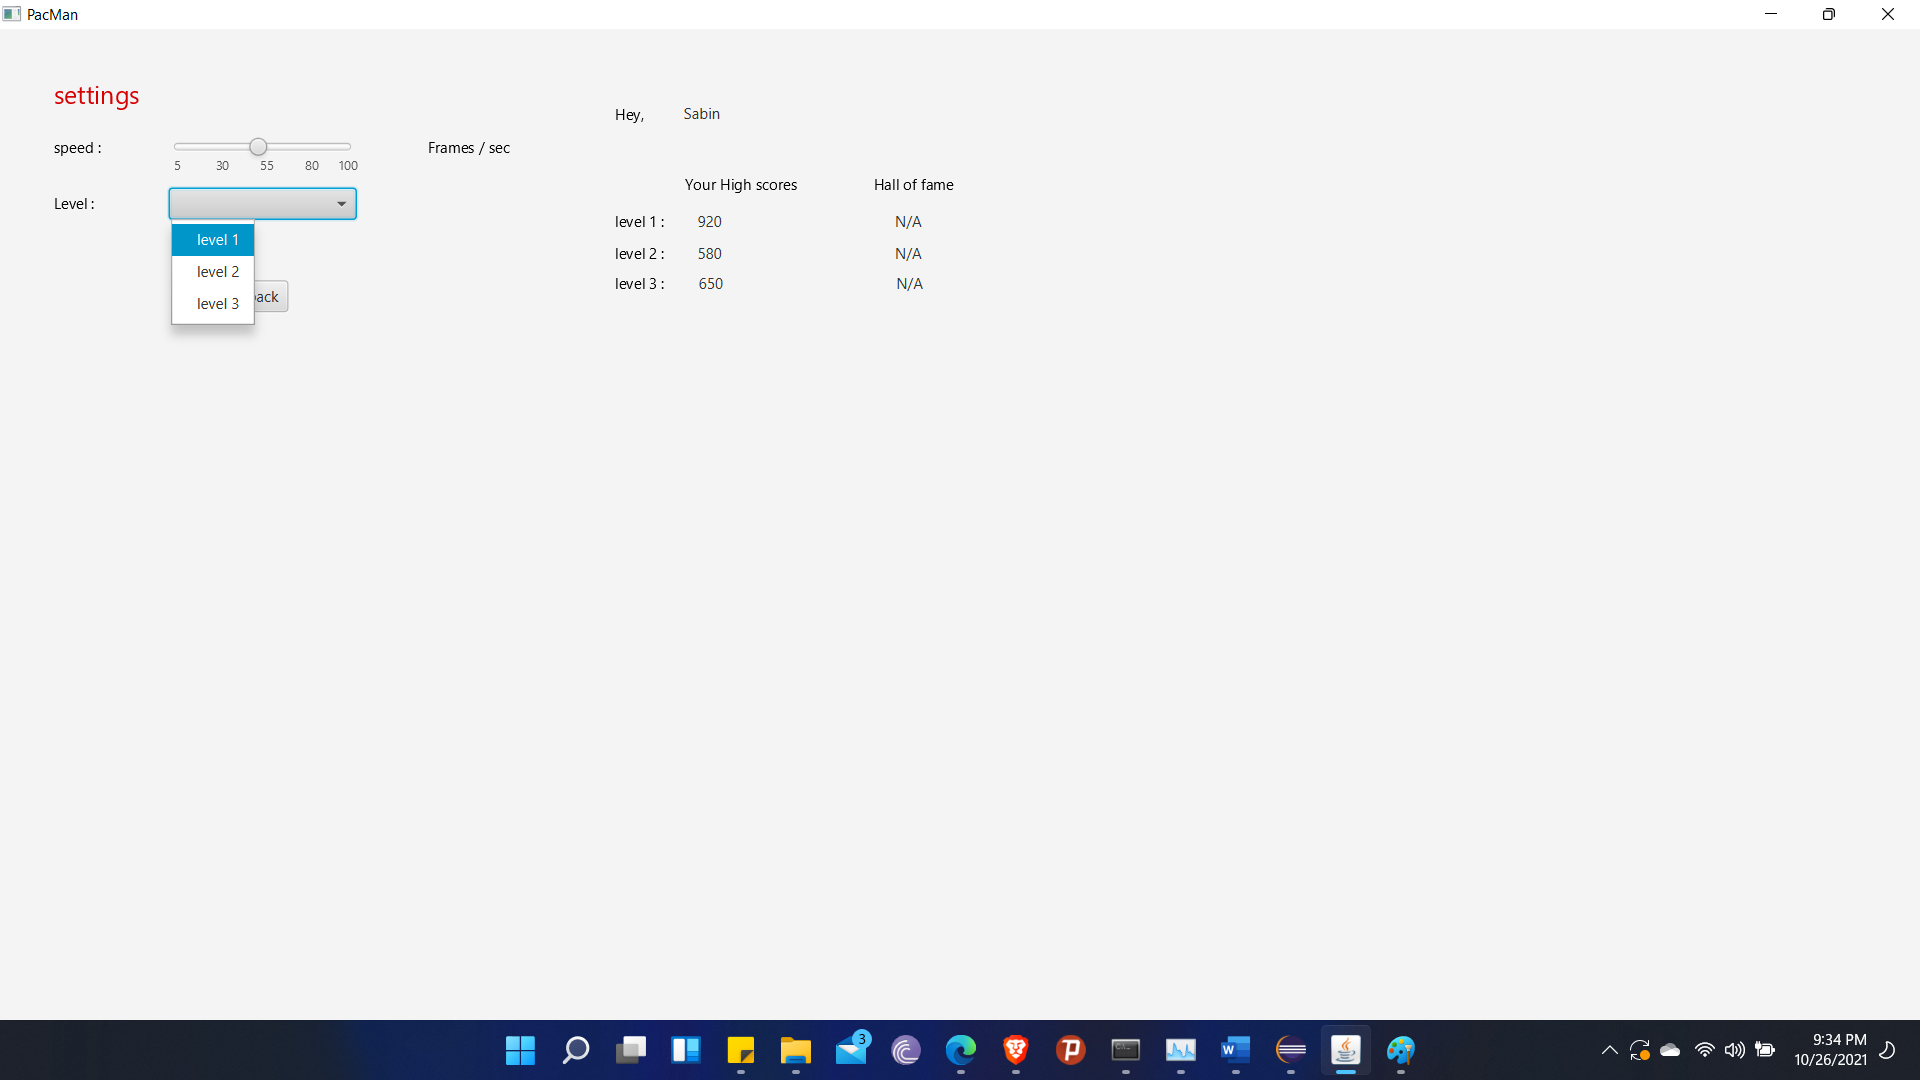 PacMan
settings
Hey, Sabin
speed : Frames / sec
5 30 55 80 100
Your High scores Hall of fame
Level :
level 1 : 920 N/A
level 1
level 2 : 580 N/A
level 2
level 3 : 650 N/A
level 3
3
9:34 PM
10/26/2021